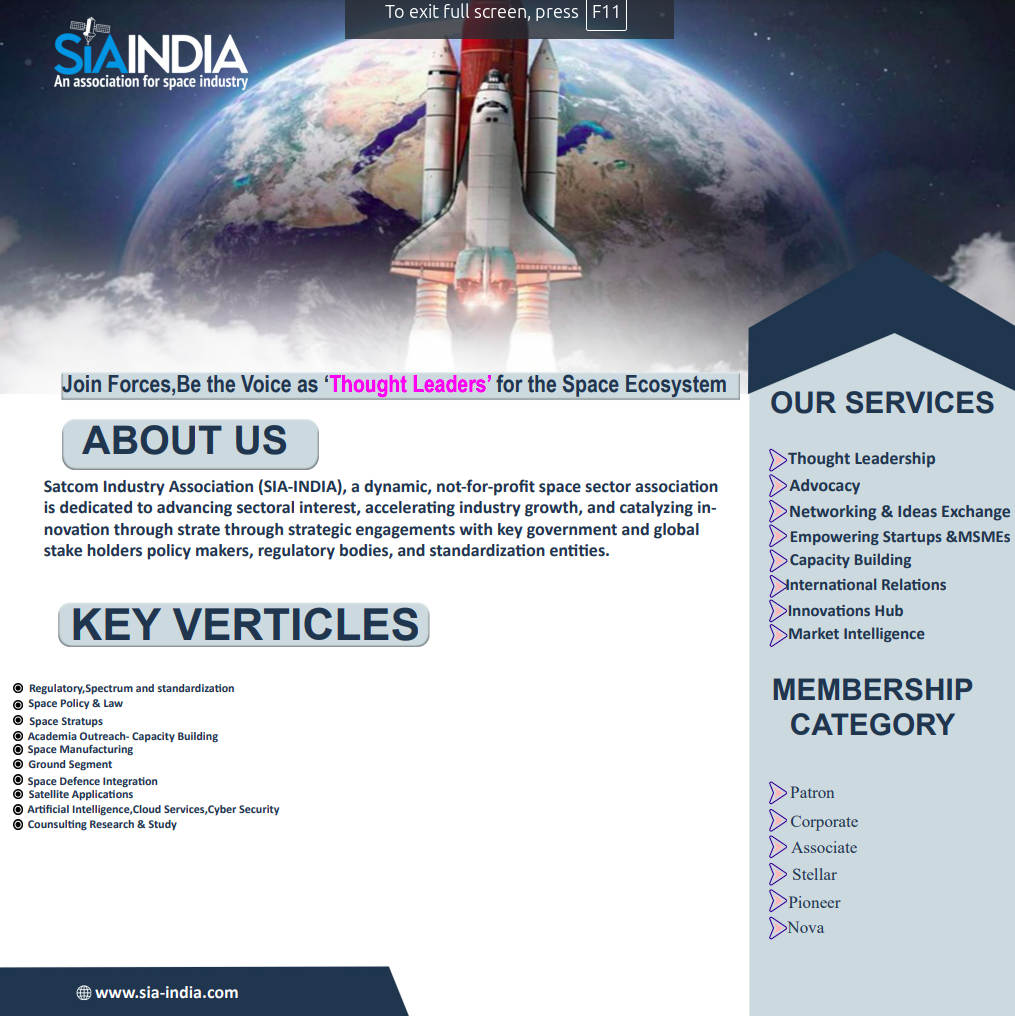 To exit full screen, press F11
SiAINDIA
An association for space industry
Join Forces,Be the Voice as ‘Thought Leaders’ for the Space Ecosystem
ABOUT US
Satcom Industry Association (SIA-INDIA), a dynamic, not-for-profit space sector association
is dedicated to advancing sectoral interest, accelerating industry growth, and catalyzing in-
novation through strate through strategic engagements with key government and global
stake holders policy makers, regulatory bodies, and standardization entities.
KEY VERTICLES
Regulatory,Spectrum and standardization
Space Policy & Law
Space Stratups
Academia Outreach- Capacity Building
Space Manufacturing
Ground Segment
Space Defence Integration
Satellite Applications
Artificial Intelligence,Cloud Services,Cyber Security
Counsulting Research & Study
OUR SERVICES
Thought Leadership
Advocacy
Networking & Ideas Exchange
Empowering Startups &MSMEs
Capacity Building
International Relations
Innovations Hub
Market Intelligence
MEMBERSHIP
CATEGORY
Patron
Corporate
Associate
Stellar
Pioneer
Nova
www.sia-india.com